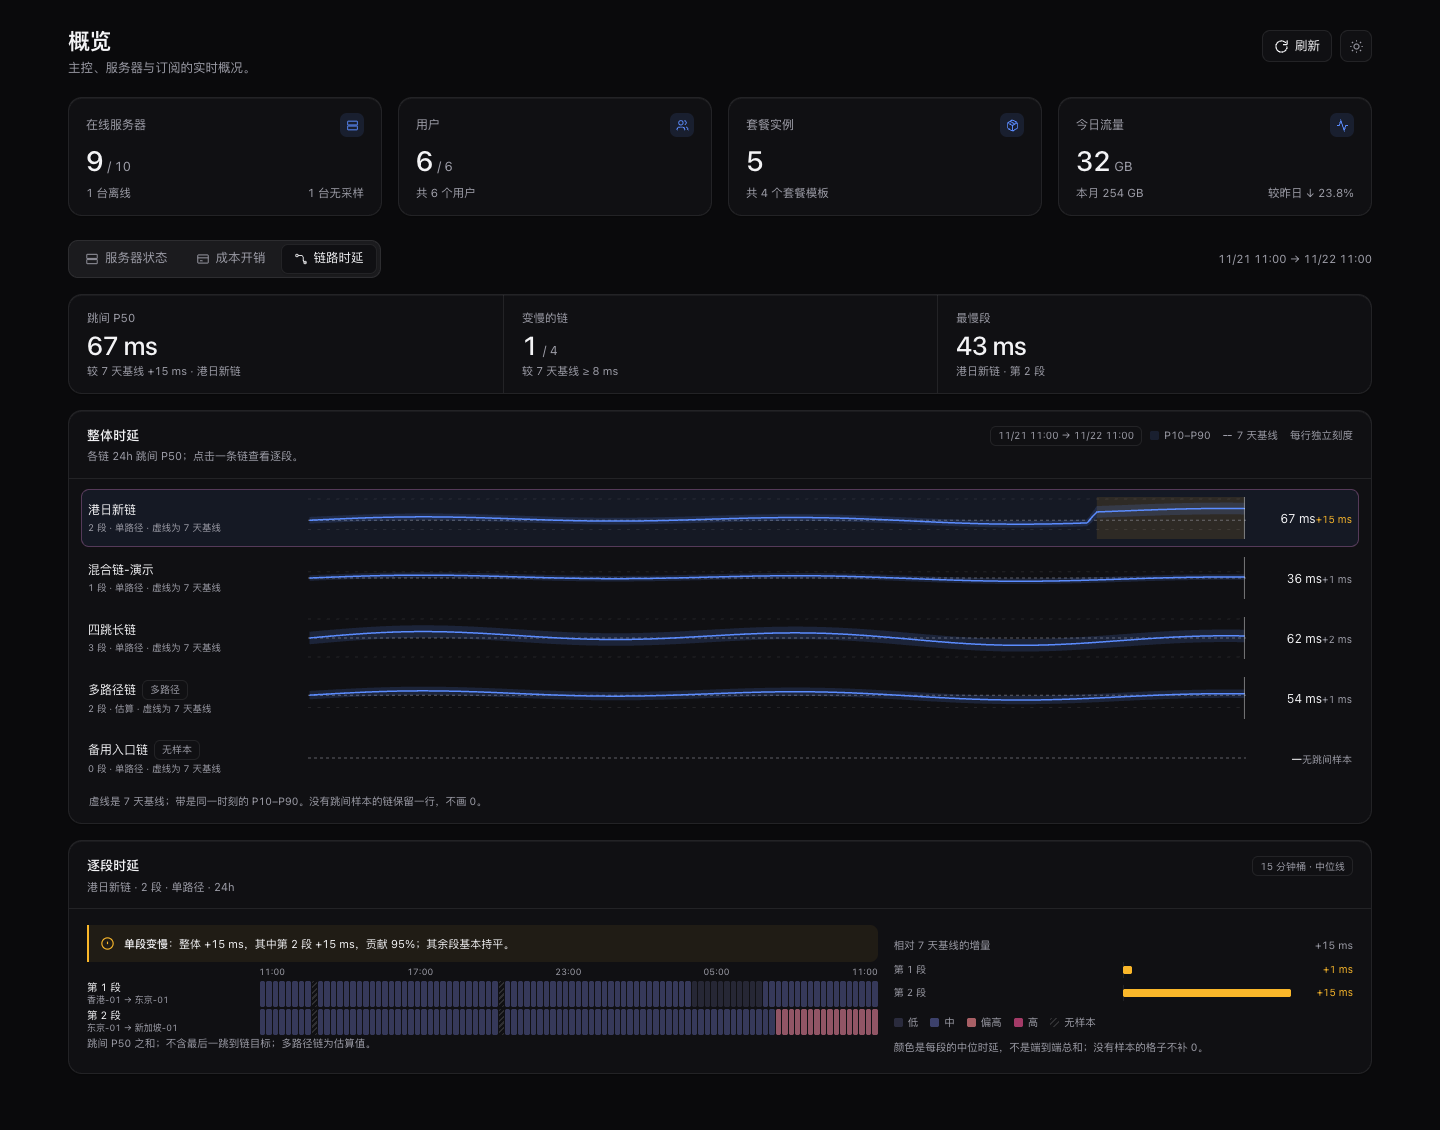 概览
主控、服务器与订阅的实时概况。
刷新
在线服务器
9 / 10
1 台离线
1 台无采样
用户
6 / 6
共 6 个用户
套餐实例
5
共 4 个套餐模板
今日流量
32 GB
本月 254 GB
较昨日 ↓ 23.8%
服务器状态
成本开销
链路时延
11/21 11:00 → 11/22 11:00
跳间 P50
67 ms
较 7 天基线 +15 ms · 港日新链
变慢的链
1 / 4
较 7 天基线 ≥ 8 ms
最慢段
43 ms
港日新链 · 第 2 段
整体时延
各链 24h 跳间 P50；点击一条链查看逐段。
11/21 11:00 → 11/22 11:00
P10–P90
7 天基线
每行独立刻度
港日新链
2 段 · 单路径 · 虚线为 7 天基线
67 ms+15 ms
混合链-演示
1 段 · 单路径 · 虚线为 7 天基线
36 ms+1 ms
四跳长链
3 段 · 单路径 · 虚线为 7 天基线
62 ms+2 ms
多路径链 多路径
2 段 · 估算 · 虚线为 7 天基线
54 ms+1 ms
备用入口链 无样本
0 段 · 单路径 · 虚线为 7 天基线
—无跳间样本
虚线是 7 天基线；带是同一时刻的 P10–P90。没有跳间样本的链保留一行，不画 0。
逐段时延
港日新链 · 2 段 · 单路径 · 24h
15 分钟桶 · 中位线
单段变慢：整体 +15 ms，其中第 2 段 +15 ms，贡献 95%；其余段基本持平。
11:00 17:00 23:00 05:00 11:00
第 1 段
香港-01 → 东京-01
第 2 段
东京-01 → 新加坡-01
跳间 P50 之和；不含最后一跳到链目标；多路径链为估算值。
相对 7 天基线的增量 +15 ms
第 1 段 +1 ms
第 2 段 +15 ms
低 中 偏高 高 无样本
颜色是每段的中位时延，不是端到端总和；没有样本的格子不补 0。